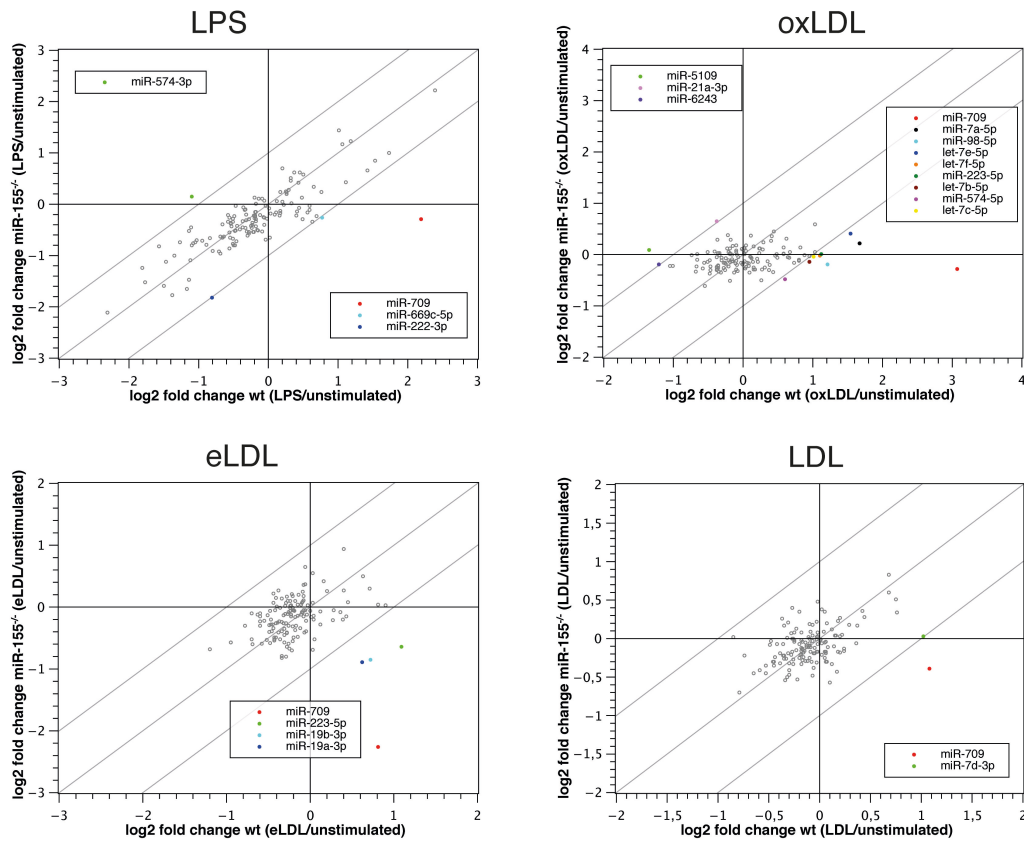 LPS
log2 fold change miR-155-/- (LPS/unstimulated)
3
2
1
0
−1
−2
−3
−3
−2
−1
0
1
2
3
miR-574-3p
miR-709
miR-669c-5p
miR-222-3p
log2 fold change wt (LPS/unstimulated)
oxLDL
log2 fold change miR-155-/- (oxLDL/unstimulated)
4
3
2
1
0
−1
−2
−2
−1
0
1
2
3
4
miR-5109
miR-21a-3p
miR-6243
miR-709
miR-7a-5p
miR-98-5p
let-7e-5p
let-7f-5p
miR-223-5p
let-7b-5p
miR-574-5p
let-7c-5p
log2 fold change wt (oxLDL/unstimulated)
eLDL
log2 fold change miR-155-/- (eLDL/unstimulated)
2
1
0
−1
−2
−3
−3
−2
−1
0
1
2
miR-709
miR-223-5p
miR-19b-3p
miR-19a-3p
log2 fold change wt (eLDL/unstimulated)
LDL
log2 fold change miR-155-/- (LDL/unstimulated)
2
1,5
1
0,5
0
−0,5
−1
−1,5
−2
−2
−1,5
−1
−0,5
0
0,5
1
1,5
2
miR-709
miR-7d-3p
log2 fold change wt (LDL/unstimulated)